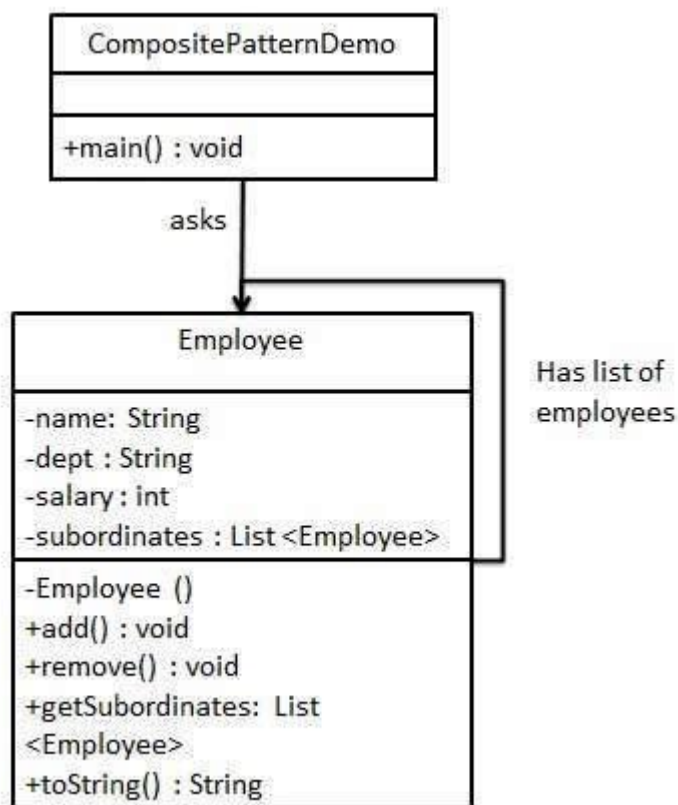 CompositePatternDemo
+main() : void
asks
Employee
Has list of
employees
-name: String
-dept : String
-salary : int
-subordinates : List <Employee>
-Employee ()
+add() : void
+remove() : void
+getSubordinates: List
<Employee>
+toString() : String